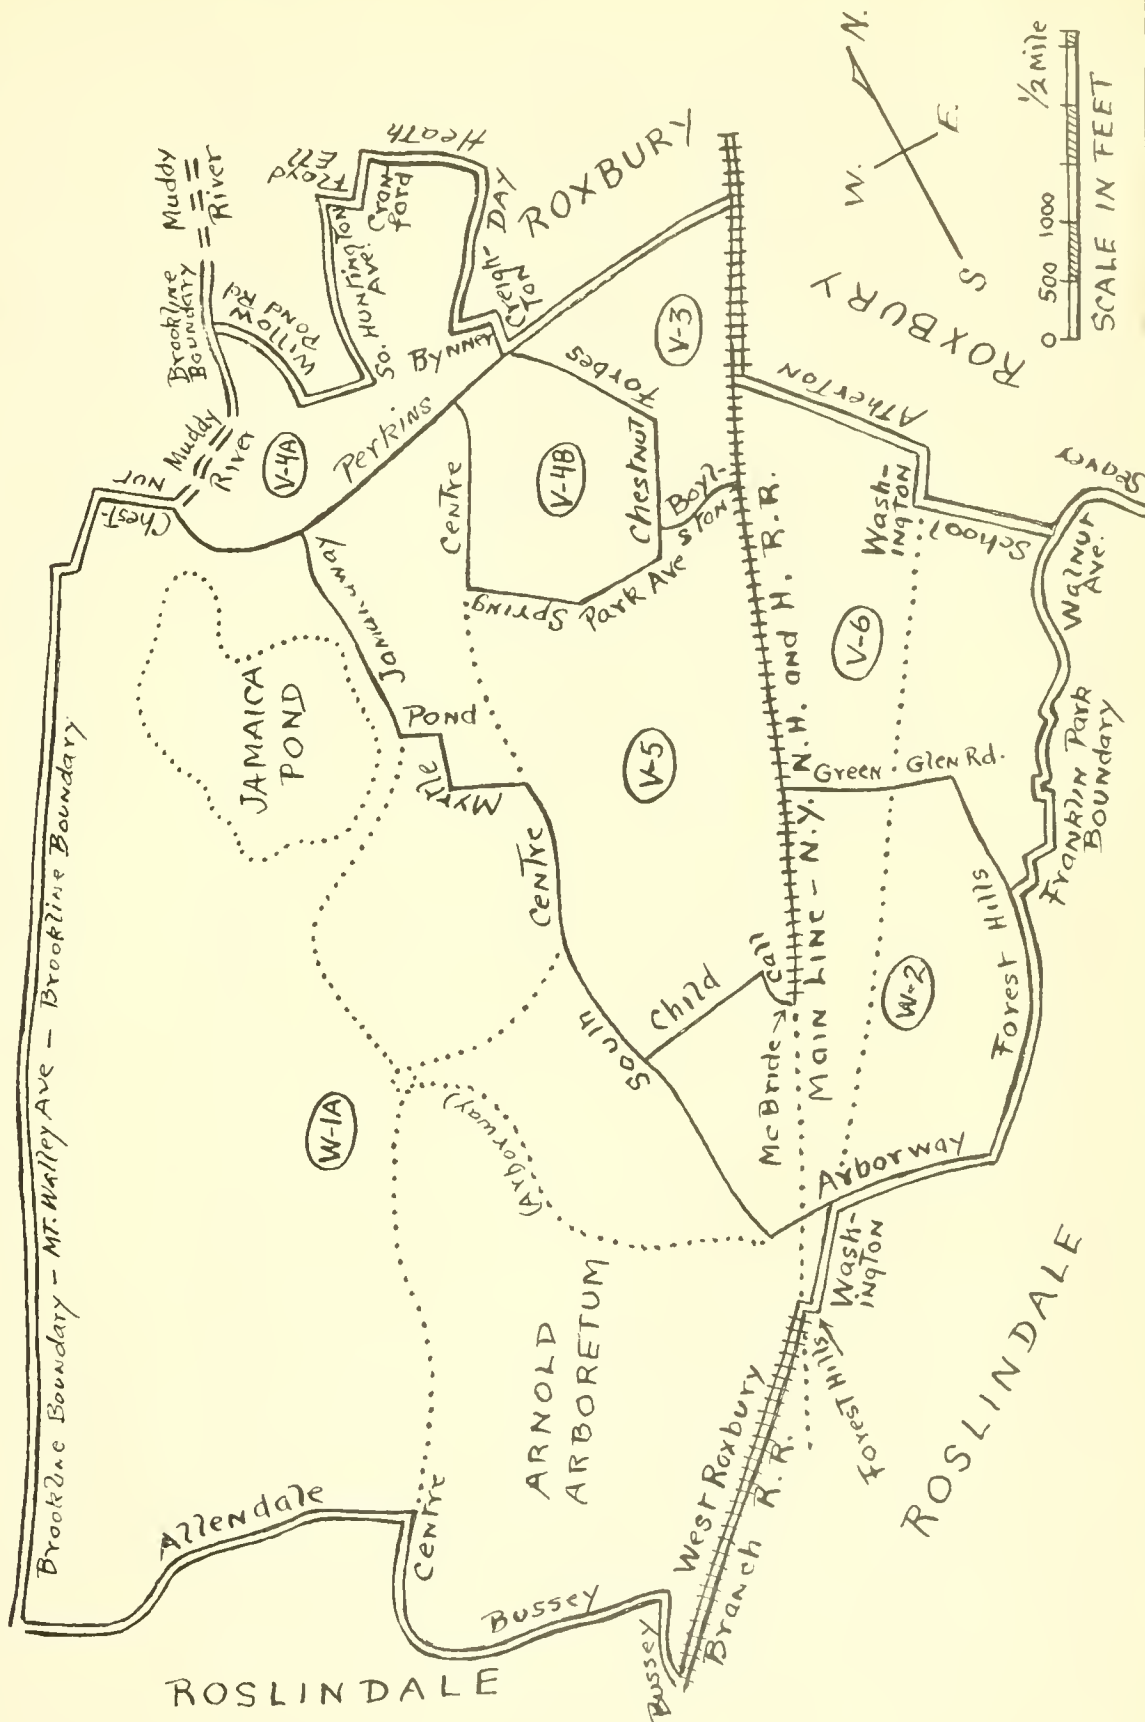 Brookline Boundary – MT. Walley Ave – Brookline Boundary
Chest-
NUT
Muddy
River
Brookline
Boundary
Muddy
River
Willow
Pond Rd
So. HUNTINGTON
Ave.
Floyd
Ell
Cran
ford
Heath
DAY
Creigh-
TON
Bynner
Perkins
ROXBURY
V-4A
JAMAICA
POND
Jamaicaway
POND
Myrtle
Centre
V-4B
Forbes
Chestnut
Boyl-
STON
Spring
Park Ave
V-3
Atherton
ROXBURY
N.
W.
E.
S
0 500 1000 1/2 Mile
SCALE IN FEET
Wash-
INGTON
School
Seaver
Walnut
Ave.
V-6
V-5
Green
Glen Rd.
Franklin Park
Boundary
MAIN LINE – N.Y. N.H. and H. R.R.
Centre
South
Child
Call
McBride
W-2
Forest Hills
Arborway
W-1A
(Arborway)
ARNOLD
ARBORETUM
Wash-
INGTON
Forest Hills
West Roxbury
Branch R.R.
ROSLINDALE
Allendale
Centre
Bussey
Bussey
ROSLINDALE